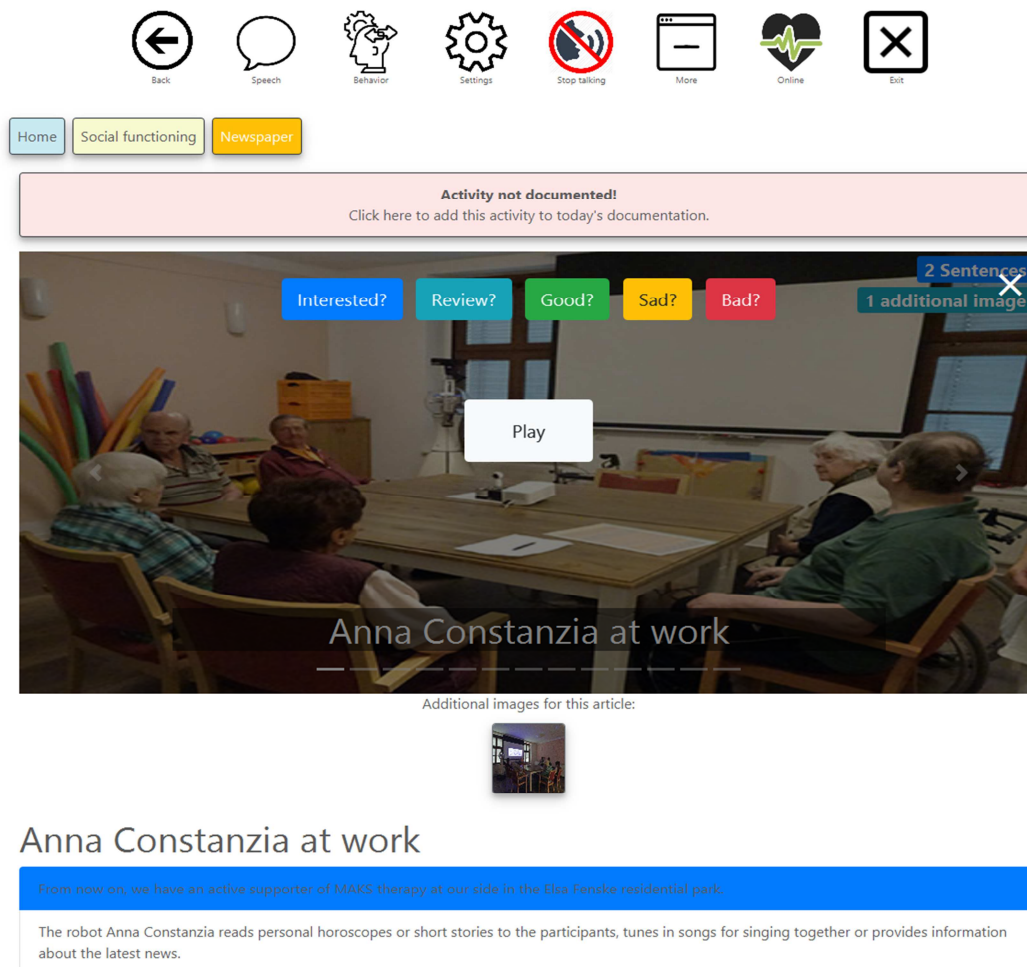 Back
Speech
Behavior
Settings
Stop talking
More
Online
Exit
Home
Social functioning
Newspaper
Activity not documented!
Click here to add this activity to today's documentation.
2 Sentences
1 additional image
Interested?
Review?
Good?
Sad?
Bad?
Play
Anna Constanzia at work
Additional images for this article:
Anna Constanzia at work
From now on, we have an active supporter of MAKS therapy at our side in the Elsa Fenske residential park.
The robot Anna Constanzia reads personal horoscopes or short stories to the participants, tunes in songs for singing together or provides information
about the latest news.